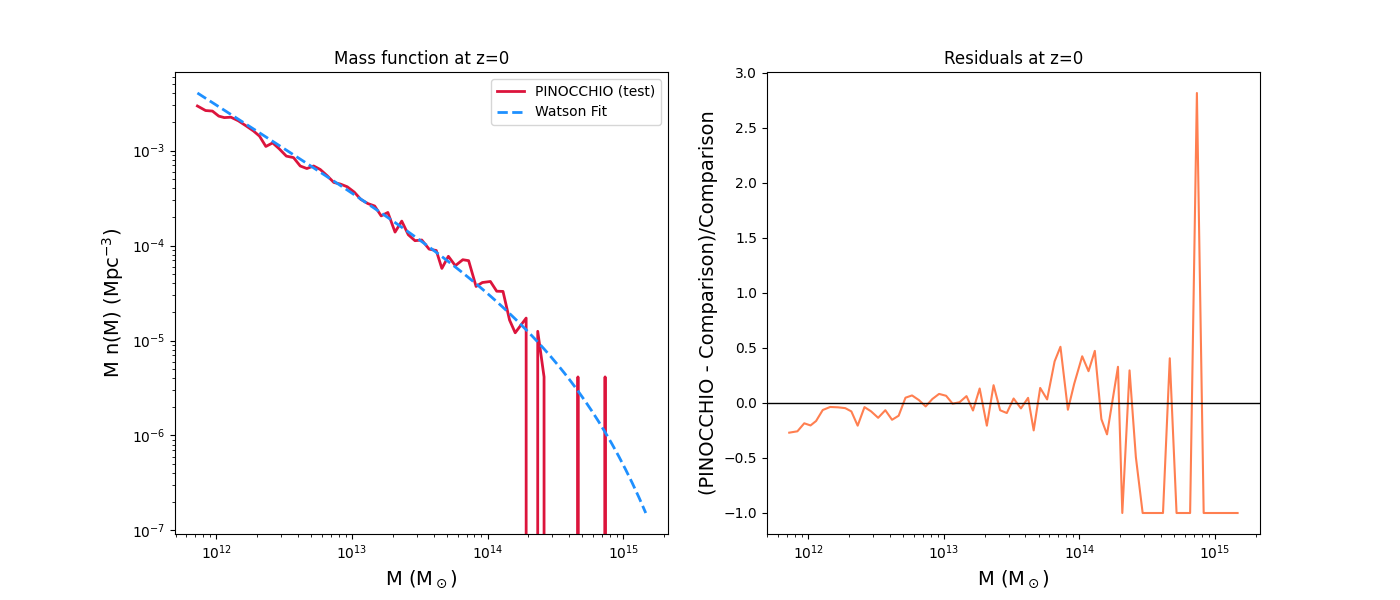 Mass function at z=0
PINOCCHIO (test)
Watson Fit
M n(M) (Mpc⁻³)
10⁻³
10⁻⁴
10⁻⁵
10⁻⁶
10⁻⁷
10¹²
10¹³
10¹⁴
10¹⁵
M (M_⊙)
Residuals at z=0
(PINOCCHIO - Comparison)/Comparison
3.0
2.5
2.0
1.5
1.0
0.5
0.0
−0.5
−1.0
10¹²
10¹³
10¹⁴
10¹⁵
M (M_⊙)